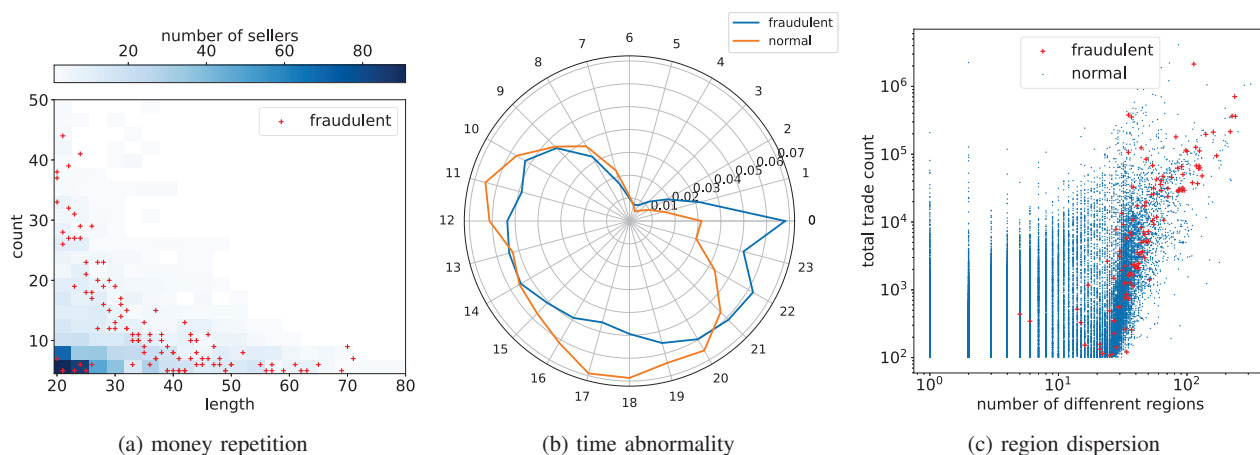 number of sellers
20 40 60 80
50
40
30
20
10
count
fraudulent
20 30 40 50 60 70 80
length
(a) money repetition
fraudulent
normal
0
1
2
3
4
5
6
7
8
9
10
11
12
13
14
15
16
17
18
19
20
21
22
23
0.01
0.02
0.03
0.04
0.05
0.06
0.07
(b) time abnormality
fraudulent
normal
10^6
10^5
10^4
10^3
10^2
total trade count
10^0 10^1 10^2
number of diffenrent regions
(c) region dispersion